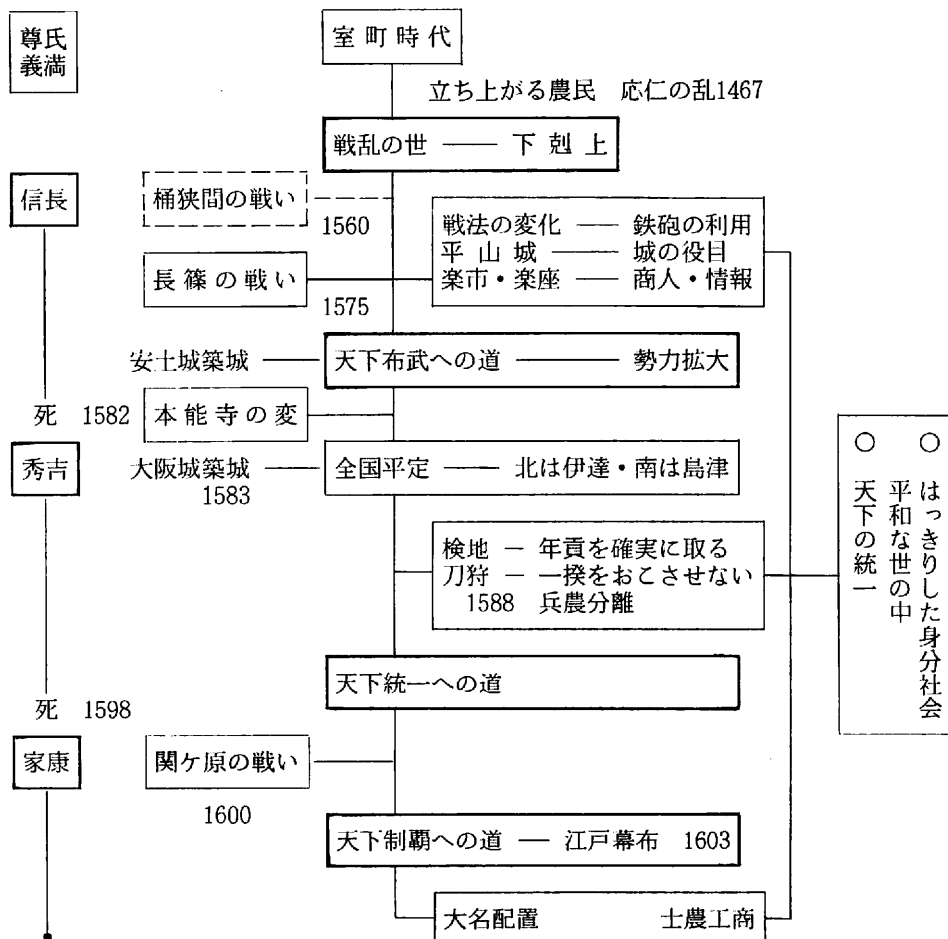 尊氏
義満
室町時代
立ち上がる農民 応仁の乱1467
戦乱の世 ―― 下剋上
信長
桶狭間の戦い
1560
戦法の変化 ―― 鉄砲の利用
平山城 ―― 城の役目
楽市・楽座 ―― 商人・情報
長篠の戦い
1575
安土城築城
天下布武への道 ―― 勢力拡大
死 1582
本能寺の変
秀吉
大阪城築城
1583
全国平定 ―― 北は伊達・南は島津
検地 ― 年貢を確実に取る
刀狩 ― 一揆をおこさせない
1588 兵農分離
○ はっきりした身分社会
平和な世の中
○ 天下の統一
天下統一への道
死 1598
家康
関ケ原の戦い
1600
天下制覇への道 ― 江戸幕布 1603
大名配置 士農工商